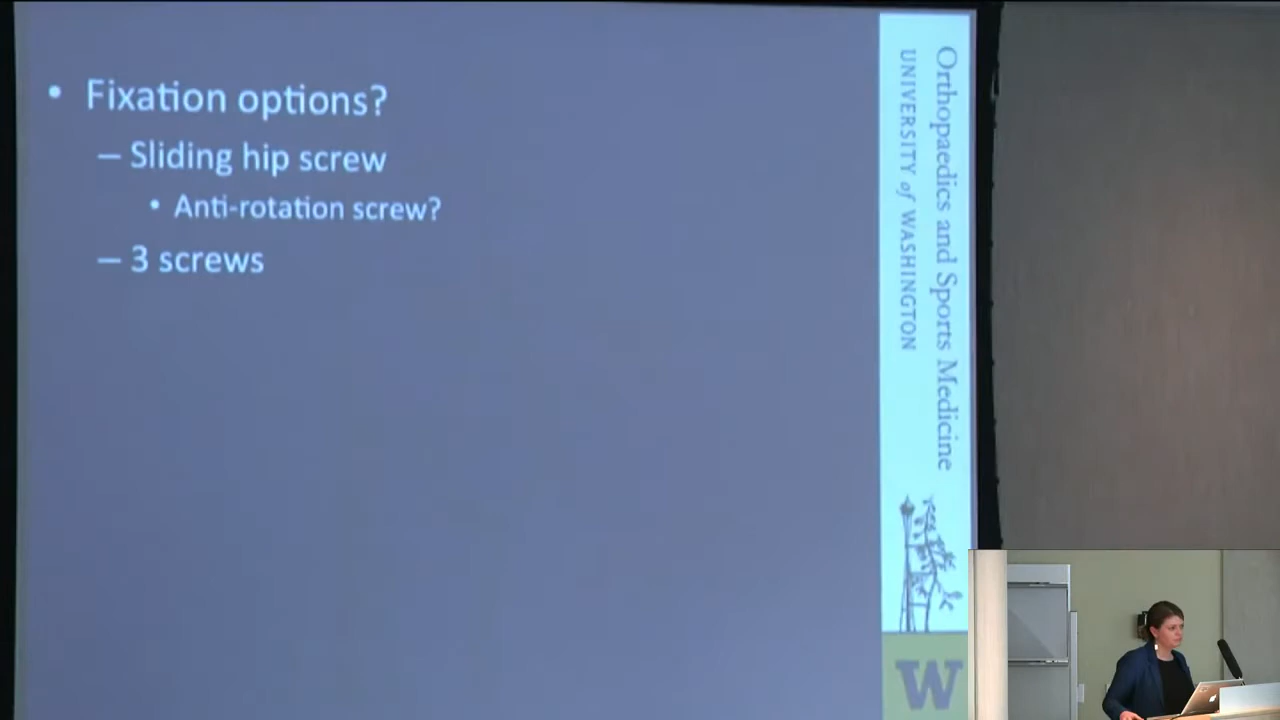 • Fixation options?
– Sliding hip screw
• Anti-rotation screw?
– 3 screws
Orthopaedics and Sports Medicine
UNIVERSITY of WASHINGTON
W